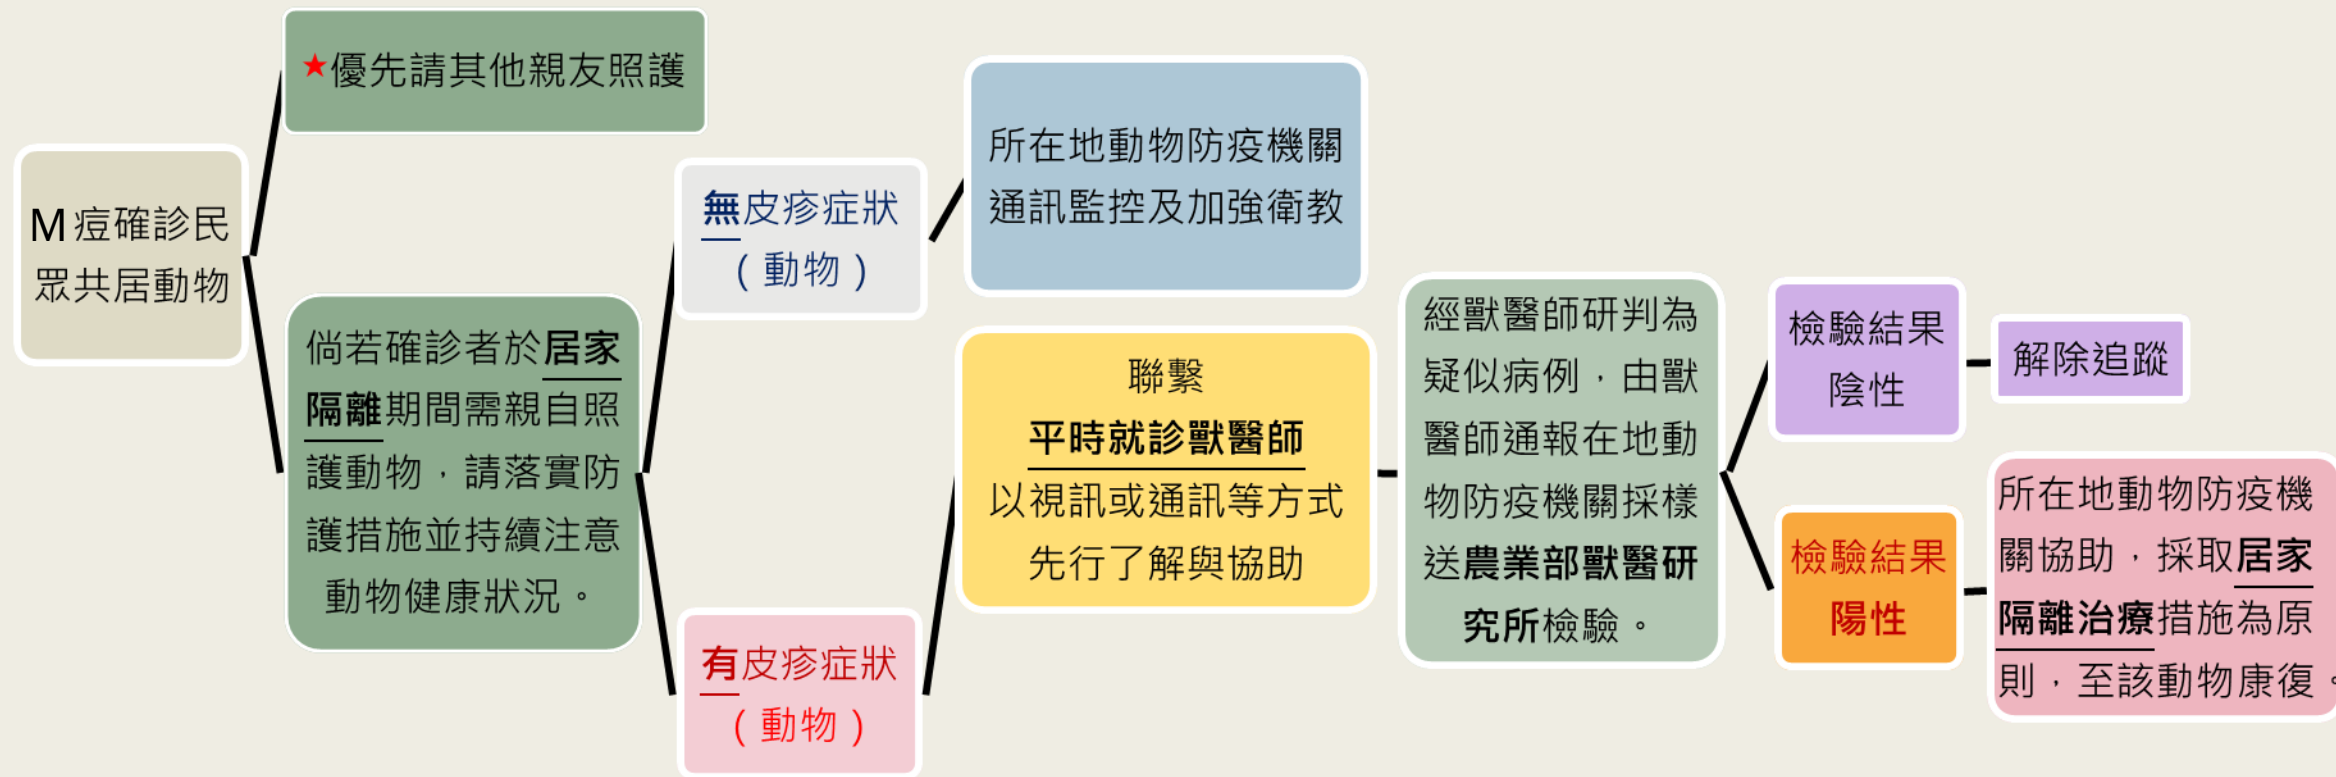 ★優先請其他親友照護
M痘確診民
眾共居動物
倘若確診者於居家
隔離期間需親自照
護動物，請落實防
護措施並持續注意
動物健康狀況。
無皮疹症狀
(動物)
所在地動物防疫機關
通訊監控及加強衛教
有皮疹症狀
(動物)
聯繫
平時就診獸醫師
以視訊或通訊等方式
先行了解與協助
經獸醫師研判為
疑似病例，由獸
醫師通報在地動
物防疫機關採樣
送農業部獸醫研
究所檢驗。
檢驗結果
陰性
解除追蹤
檢驗結果
陽性
所在地動物防疫機
關協助，採取居家
隔離治療措施為原
則，至該動物康復。